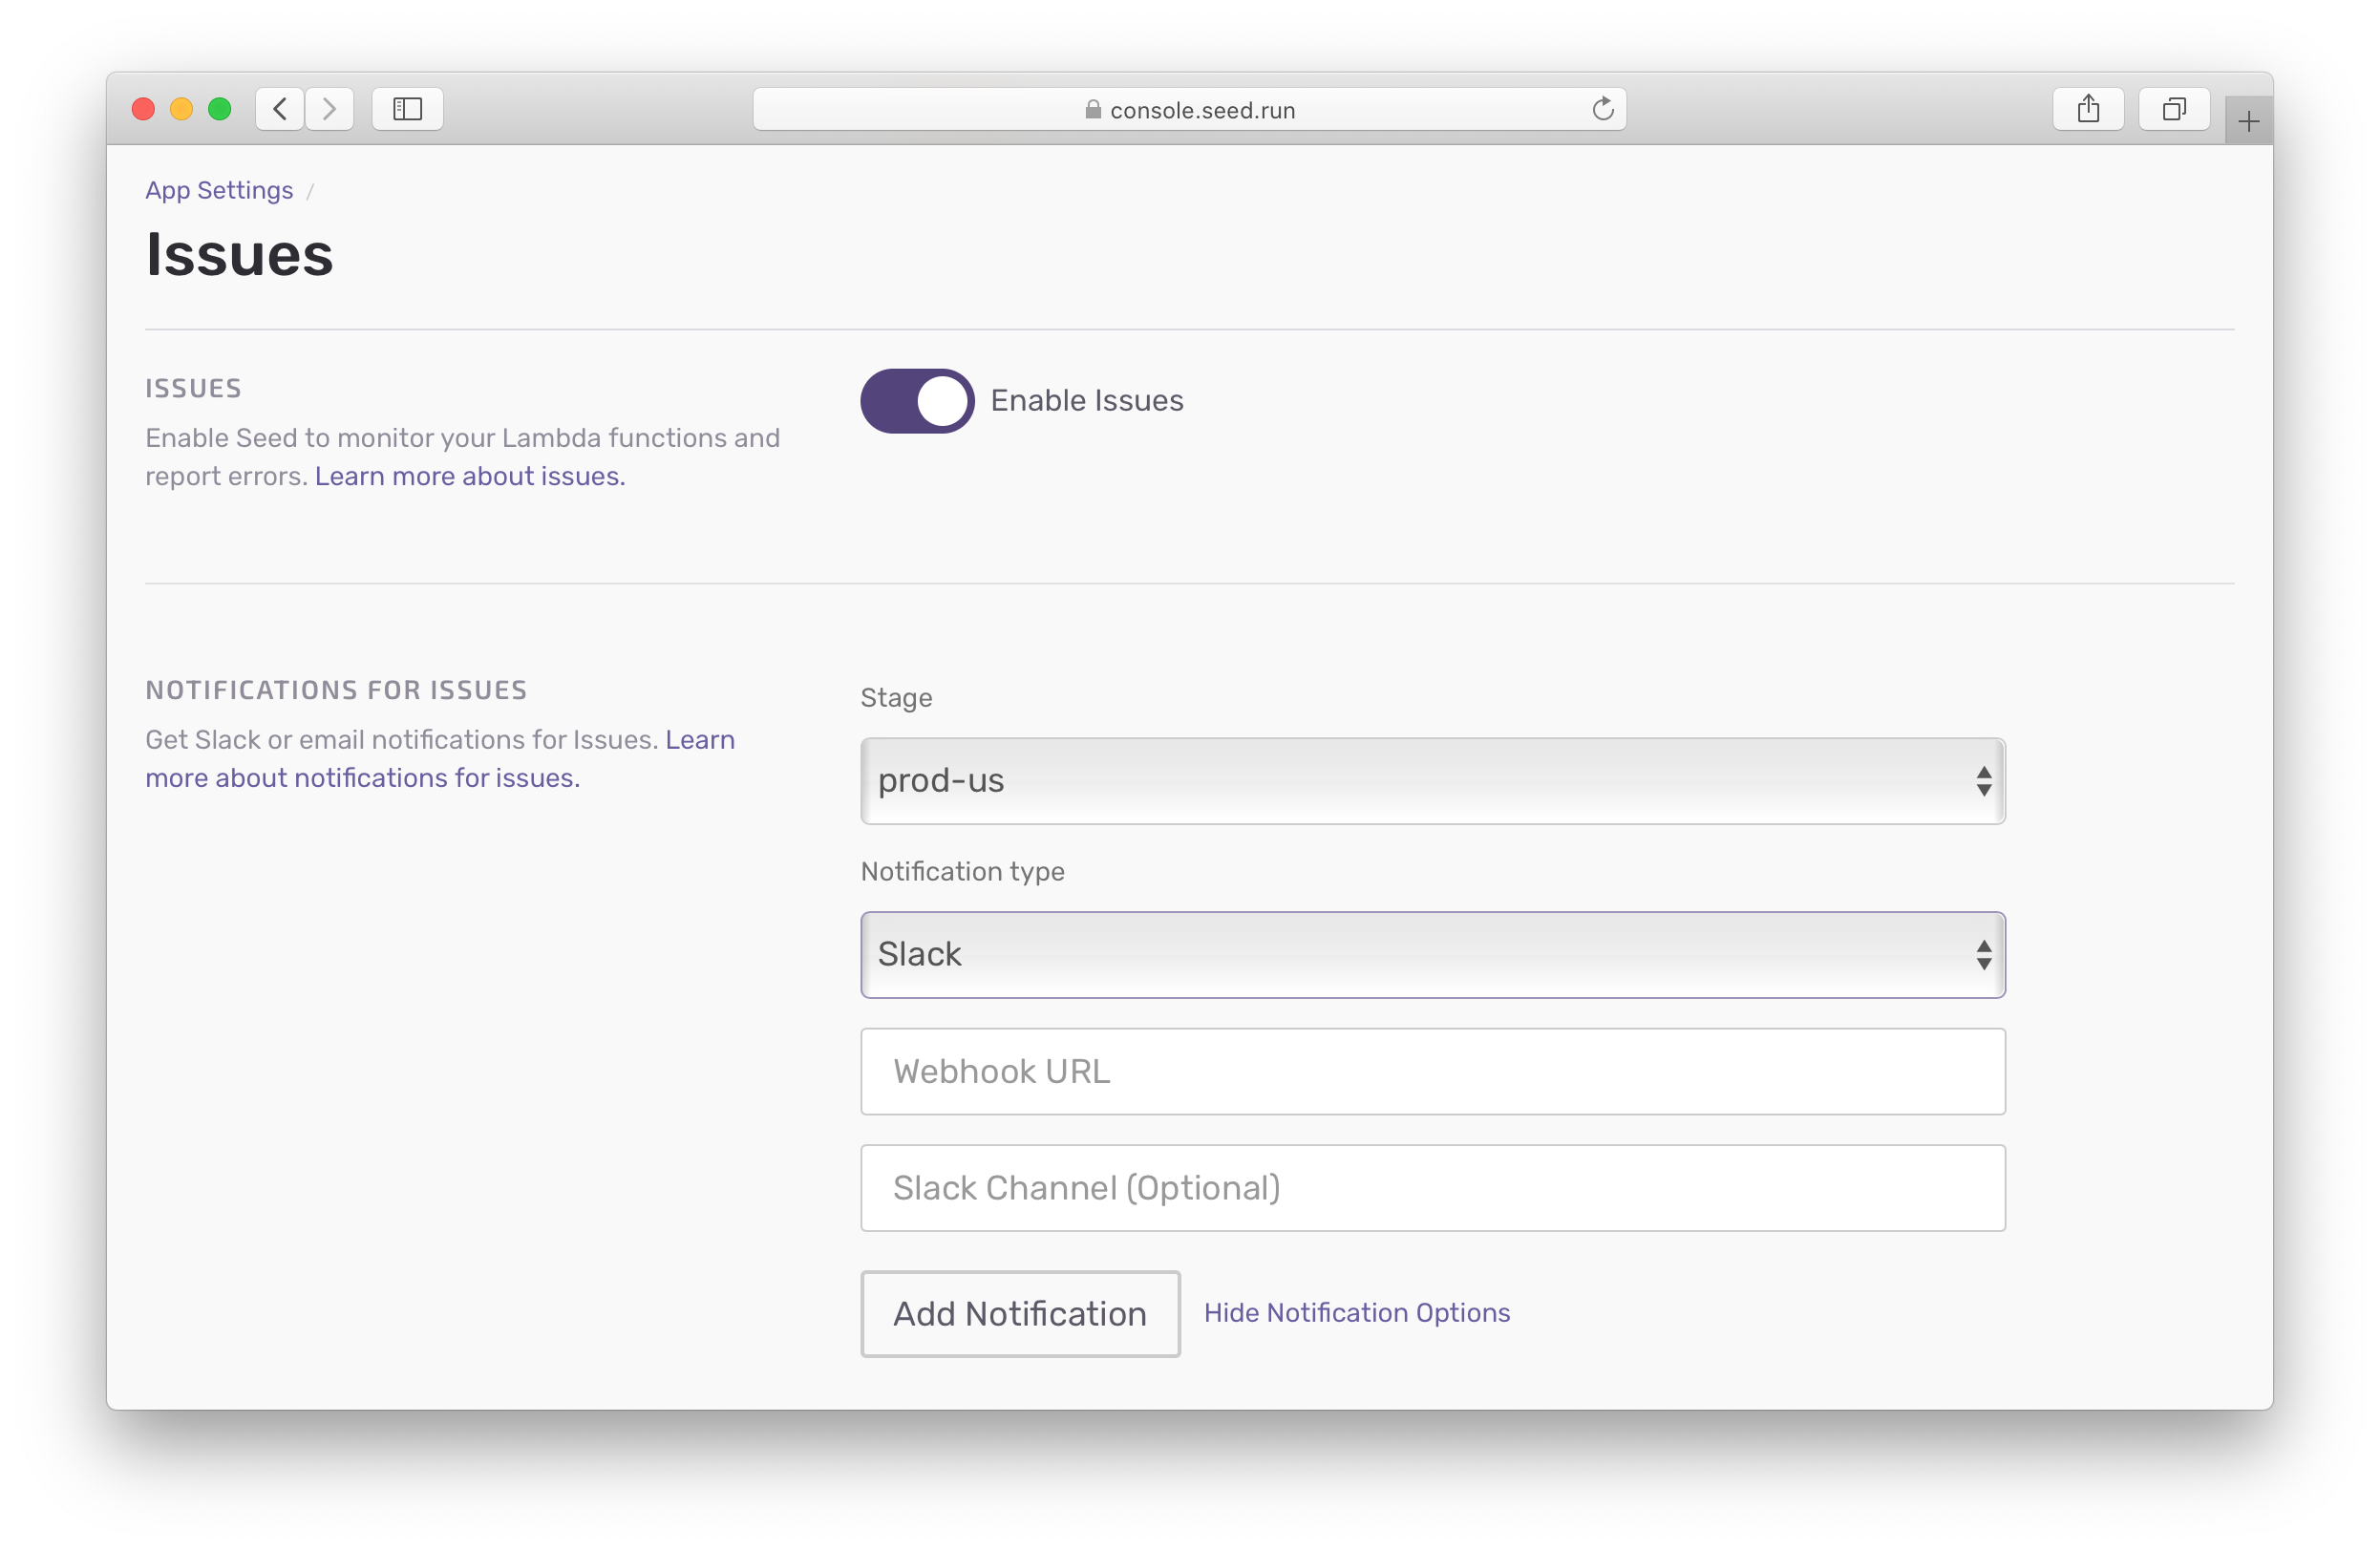 console.seed.run
App Settings /
Issues
ISSUES
Enable Seed to monitor your Lambda functions and
report errors. Learn more about issues.
Enable Issues
NOTIFICATIONS FOR ISSUES
Get Slack or email notifications for Issues. Learn
more about notifications for issues.
Stage
prod-us
Notification type
Slack
Webhook URL
Slack Channel (Optional)
Add Notification
Hide Notification Options